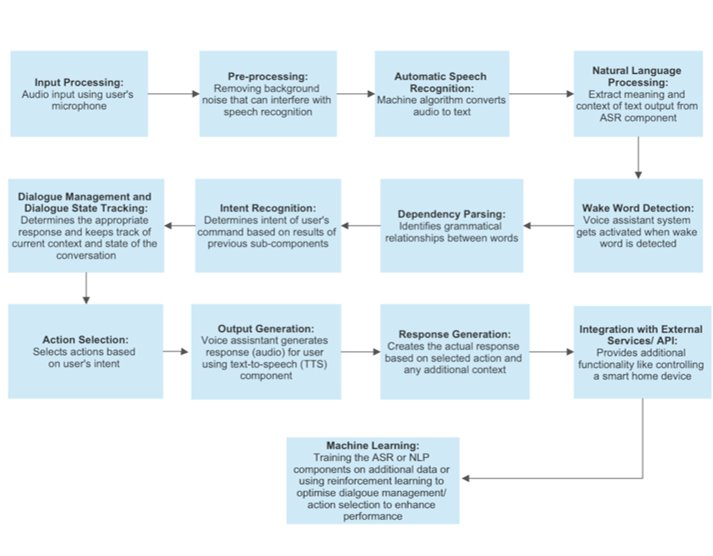 Input Processing:
Audio input using user's
microphone
Pre-processing:
Removing background
noise that can interfere with
speech recognition
Automatic Speech
Recognition:
Machine algorithm converts
audio to text
Natural Language
Processing:
Extract meaning and
context of text output from
ASR component
Wake Word Detection:
Voice assistant system
gets activated when wake
word is detected
Dependency Parsing:
Identifies grammatical
relationships between words
Intent Recognition:
Determines intent of user's
command based on results of
previous sub-components
Dialogue Management and
Dialogue State Tracking:
Determines the appropriate
response and keeps track of
current context and state of the
conversation
Action Selection:
Selects actions based
on user's intent
Output Generation:
Voice assisntant generates
response (audio) for user
using text-to-speech (TTS)
component
Response Generation:
Creates the actual response
based on selected action and
any additional context
Integration with External
Services/ API:
Provides additional
functionality like controlling
a smart home device
Machine Learning:
Training the ASR or NLP
components on additional data or
using reinforcement learning to
optimise dialgoue management/
action selection to enhance
performance